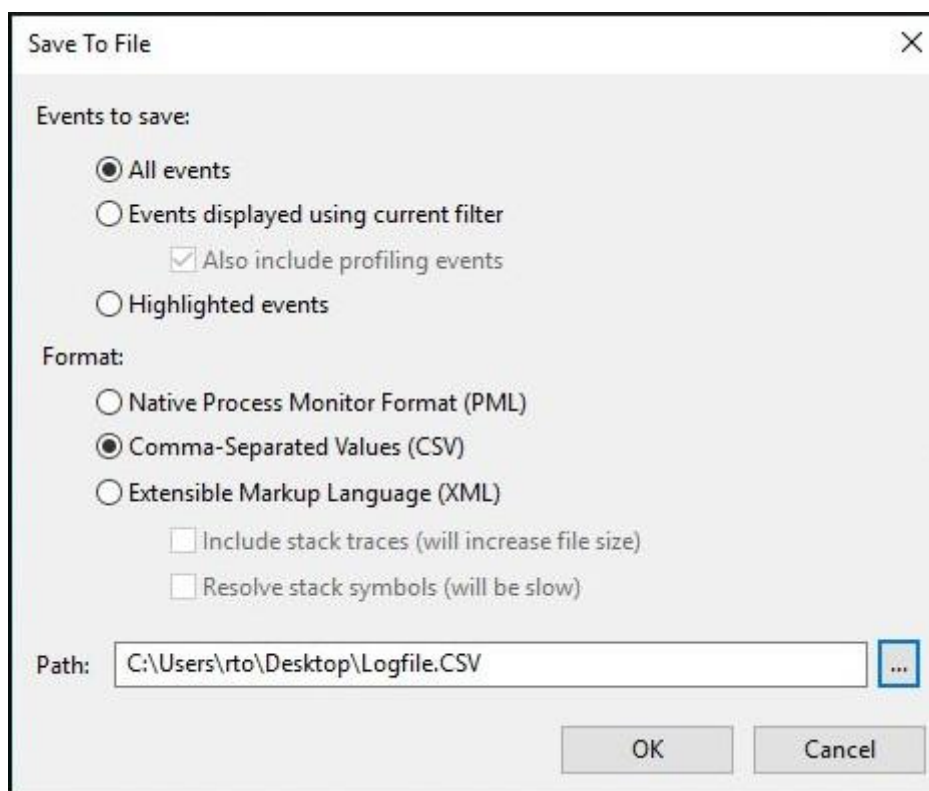 Save To File
Events to save:
All events
Events displayed using current filter
Also include profiling events
Highlighted events
Format:
Native Process Monitor Format (PML)
Comma-Separated Values (CSV)
Extensible Markup Language (XML)
Include stack traces (will increase file size)
Resolve stack symbols (will be slow)
Path: C:\Users\rto\Desktop\Logfile.CSV ...
OK Cancel